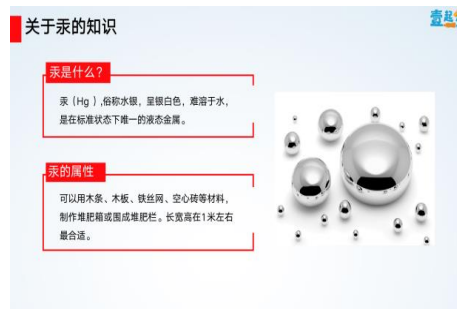 关于汞的知识
壹起
汞是什么？
汞（Hg）,俗称水银，呈银白色，难溶于水，
是在标准状态下唯一的液态金属。
汞的属性
可以用木条、木板、铁丝网、空心砖等材料，
制作堆肥箱或围成堆肥栏。长宽高在1米左右
最合适。